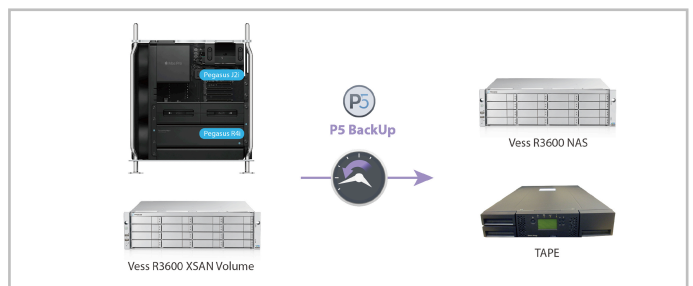 Pegasus J2i
Pegasus R4i
Vess R3600 XSAN Volume
P5
P5 BackUp
Vess R3600 NAS
TAPE